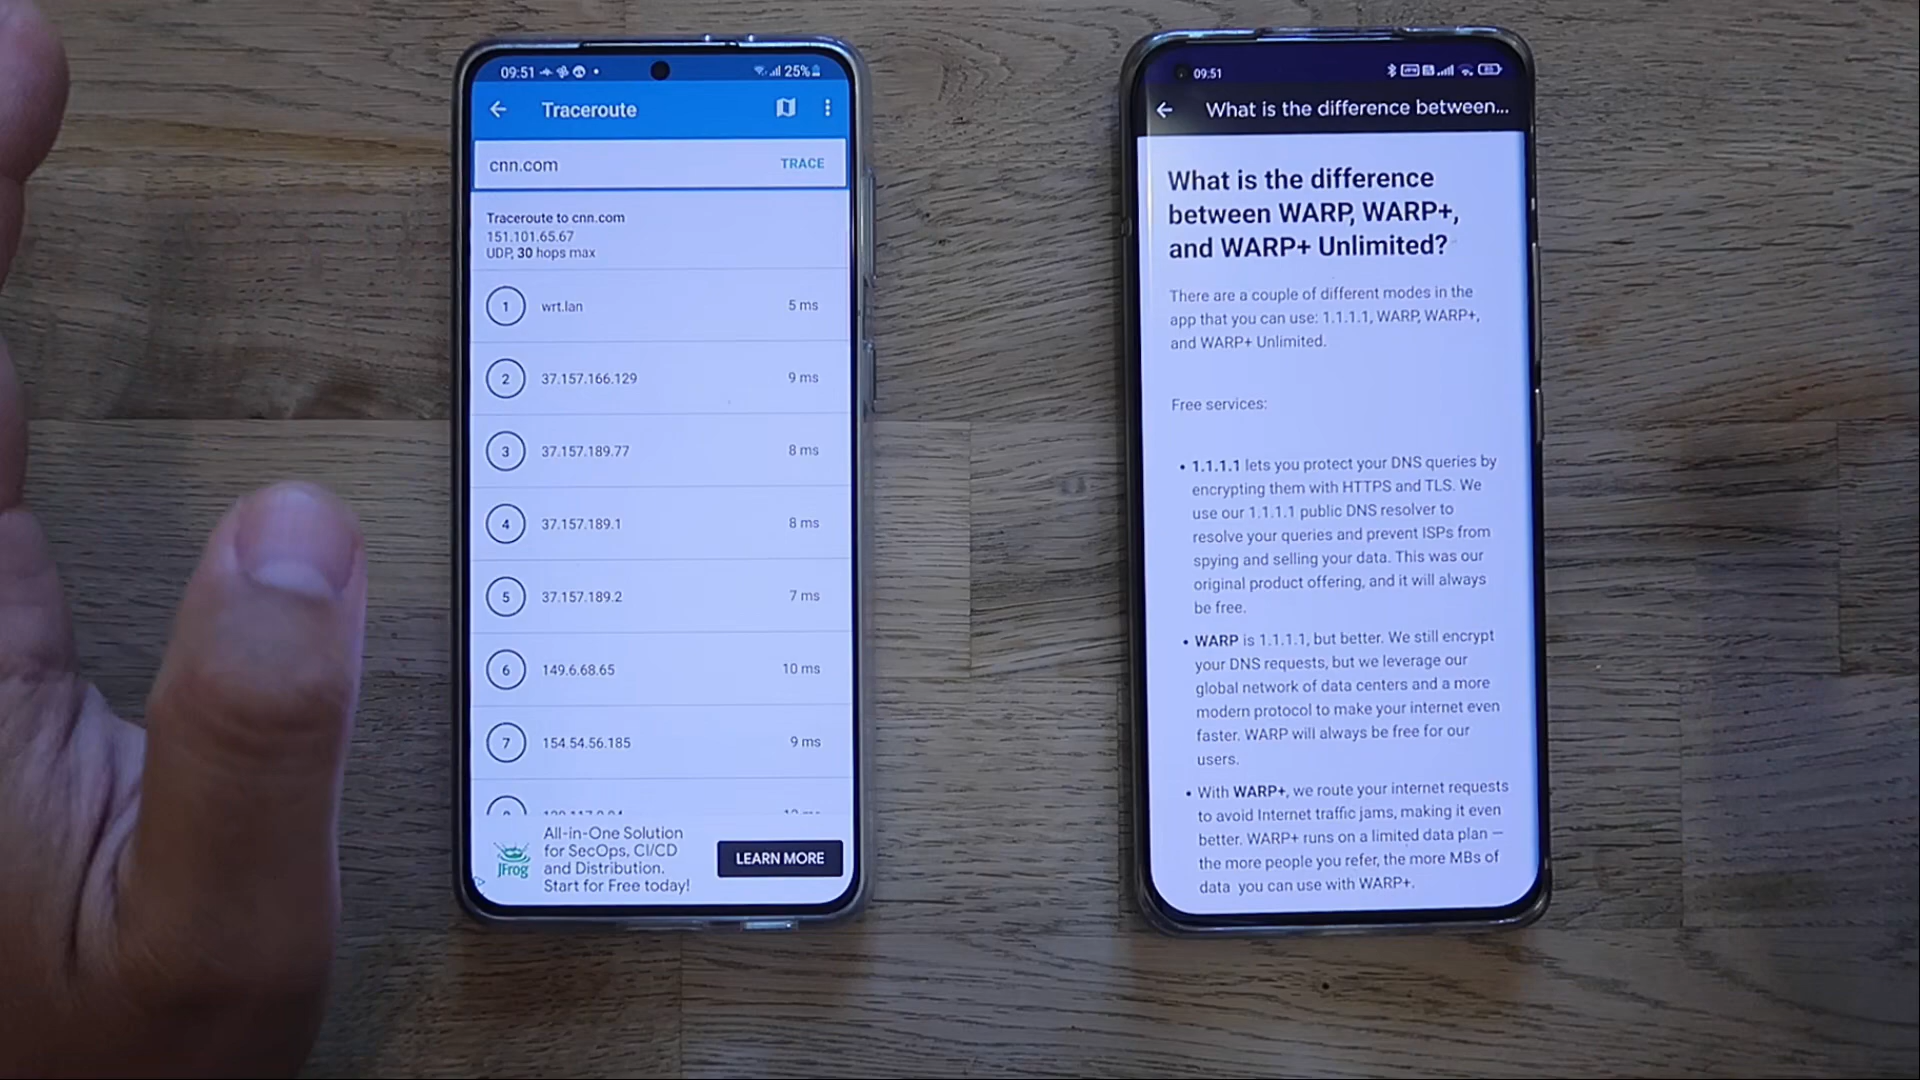 09:51
25%
Traceroute
cnn.com
TRACE
Traceroute to cnn.com
151.101.65.67
UDP, 30 hops max
1 wrt.lan 5 ms
2 37.157.166.129 9 ms
3 37.157.189.77 8 ms
4 37.157.189.1 8 ms
5 37.157.189.2 7 ms
6 149.6.68.65 10 ms
7 154.54.56.185 9 ms
All-in-One Solution
for SecOps, CI/CD
and Distribution.
Start for Free today!
JFrog
LEARN MORE
09:51
What is the difference between...
What is the difference
between WARP, WARP+,
and WARP+ Unlimited?
There are a couple of different modes in the
app that you can use: 1.1.1.1, WARP, WARP+,
and WARP+ Unlimited.
Free services:
• 1.1.1.1 lets you protect your DNS queries by
encrypting them with HTTPS and TLS. We
use our 1.1.1.1 public DNS resolver to
resolve your queries and prevent ISPs from
spying and selling your data. This was our
original product offering, and it will always
be free.
• WARP is 1.1.1.1, but better. We still encrypt
your DNS requests, but we leverage our
global network of data centers and a more
modern protocol to make your internet even
faster. WARP will always be free for our
users.
• With WARP+, we route your internet requests
to avoid Internet traffic jams, making it even
better. WARP+ runs on a limited data plan —
the more people you refer, the more MBs of
data you can use with WARP+.